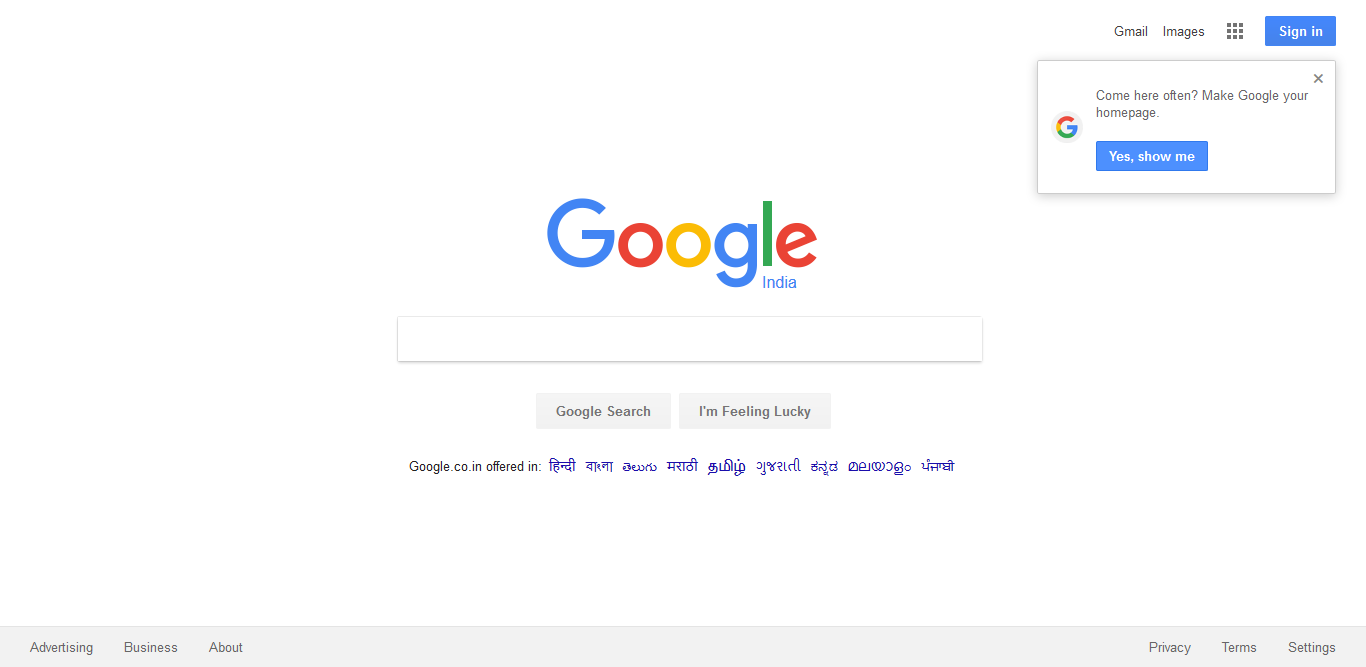 Gmail Images Sign in
Come here often? Make Google your
homepage.
Yes, show me
Google
India
Google Search I'm Feeling Lucky
Google.co.in offered in: हिन्दी বাংলা తెలుగు मराठी தமிழ் ગુજરાતી ಕನ್ನಡ മലയാളം ਪੰਜਾਬੀ
Advertising Business About Privacy Terms Settings